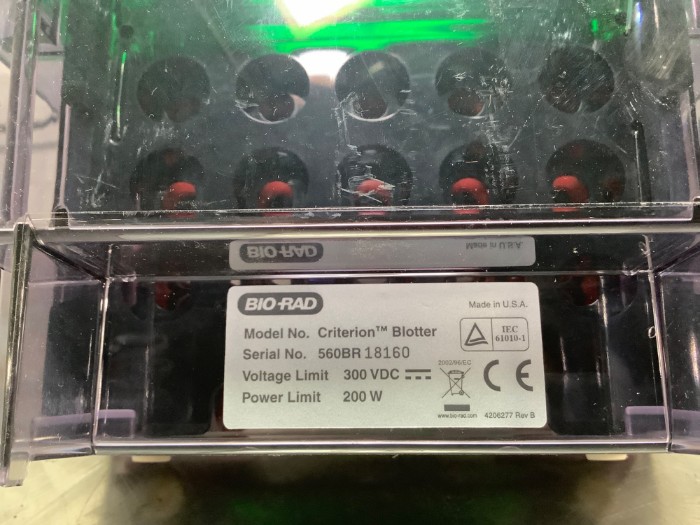 BIO-RAD
Made in U.S.A.
BIO-RAD
Made in U.S.A.
Model No. Criterion™ Blotter
IEC
61010-1
Serial No. 560BR 18160
2002/96/EC
Voltage Limit 300 VDC
CE
Power Limit 200 W
www.bio-rad.com 4206277 Rev B